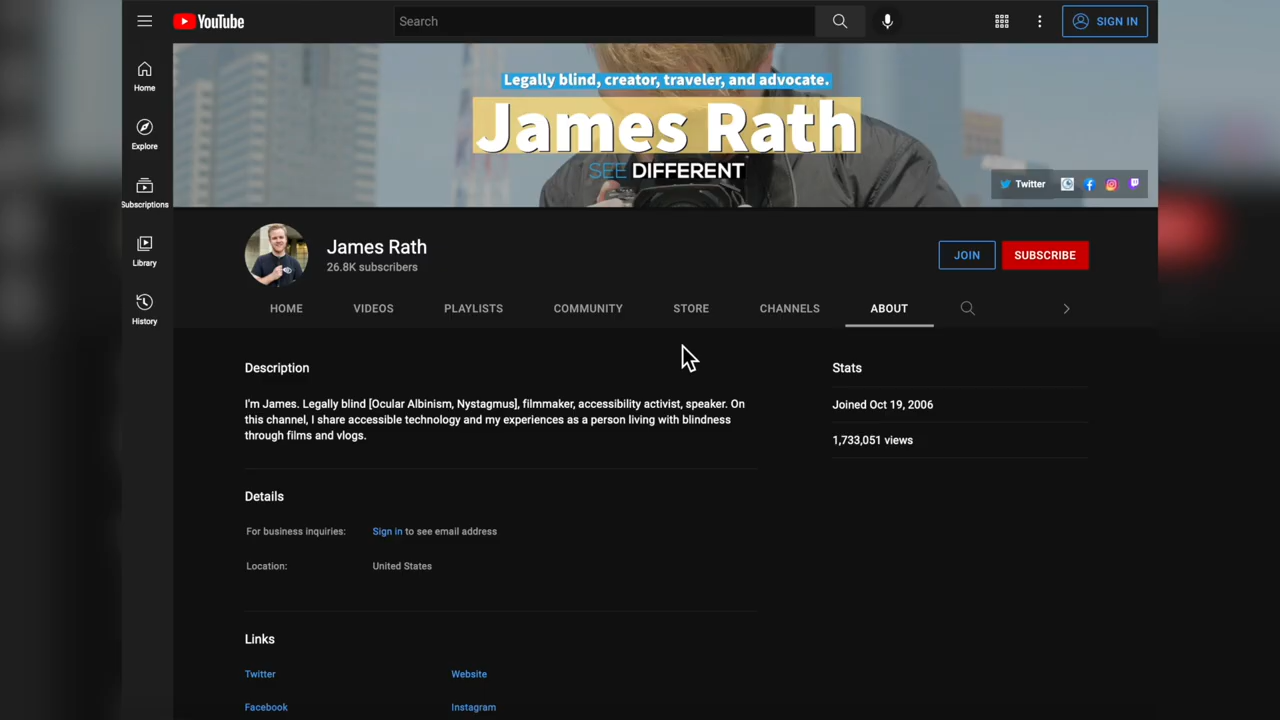 YouTube
Search
SIGN IN
Home
Explore
Subscriptions
Library
History
Legally blind, creator, traveler, and advocate.
James Rath
SEE DIFFERENT
Twitter
James Rath
26.8K subscribers
JOIN
SUBSCRIBE
HOME
VIDEOS
PLAYLISTS
COMMUNITY
STORE
CHANNELS
ABOUT
Description
I'm James. Legally blind [Ocular Albinism, Nystagmus], filmmaker, accessibility activist, speaker. On
this channel, I share accessible technology and my experiences as a person living with blindness
through films and vlogs.
Stats
Joined Oct 19, 2006
1,733,051 views
Details
For business inquiries: Sign in to see email address
Location: United States
Links
Twitter
Website
Facebook
Instagram